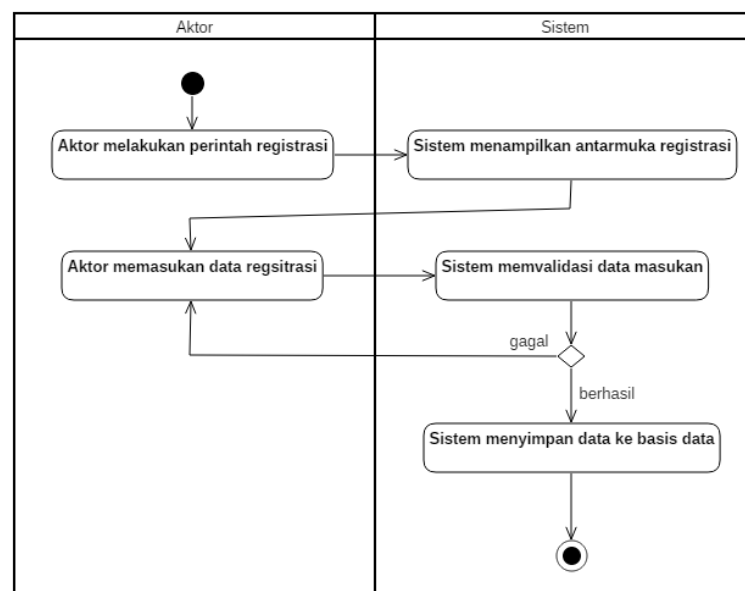 Aktor
Sistem
Aktor melakukan perintah registrasi
Sistem menampilkan antarmuka registrasi
Aktor memasukan data regsitrasi
Sistem memvalidasi data masukan
gagal
berhasil
Sistem menyimpan data ke basis data